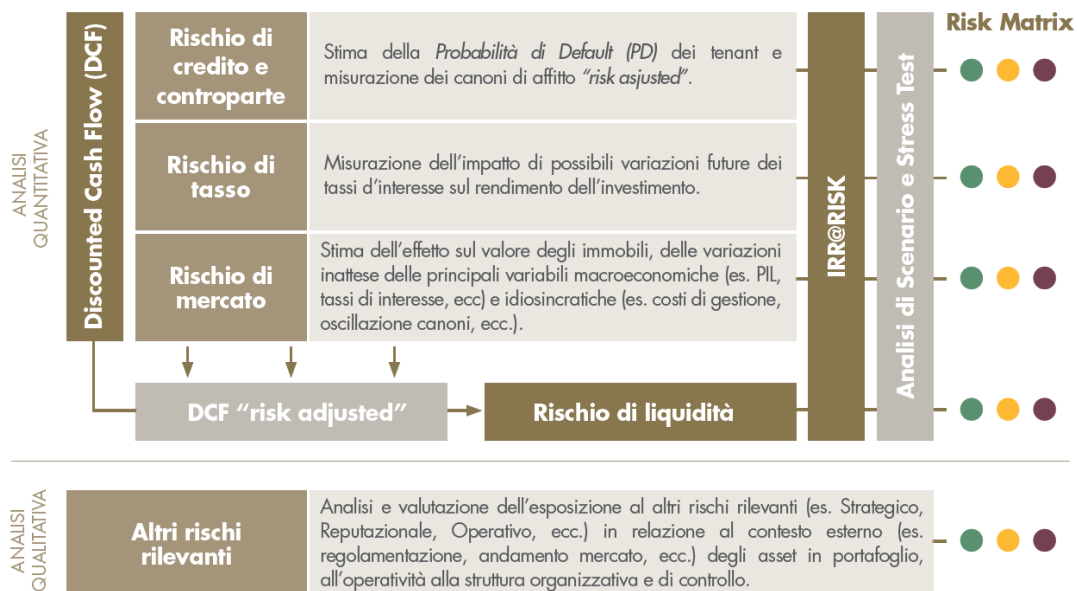 Risk Matrix
ANALISI
QUANTITATIVA
Discounted Cash Flow (DCF)
Rischio di
credito e
controparte
Stima della Probabilità di Default (PD) dei tenant e
misurazione dei canoni di affitto “risk asjusted”.
Rischio di
tasso
Misurazione dell’impatto di possibili variazioni future dei
tassi d’interesse sul rendimento dell’investimento.
Rischio di
mercato
Stima dell’effetto sul valore degli immobili, delle variazioni
inattese delle principali variabili macroeconomiche (es. PIL,
tassi di interesse, ecc) e idiosincratiche (es. costi di gestione,
oscillazione canoni, ecc.).
IRR@RISK
Analisi di Scenario e Stress Test
DCF “risk adjusted”
Rischio di liquidità
ANALISI
QUALITATIVA
Altri rischi
rilevanti
Analisi e valutazione dell’esposizione al altri rischi rilevanti (es. Strategico,
Reputazionale, Operativo, ecc.) in relazione al contesto esterno (es.
regolamentazione, andamento mercato, ecc.) degli asset in portafoglio,
all’operatività alla struttura organizzativa e di controllo.